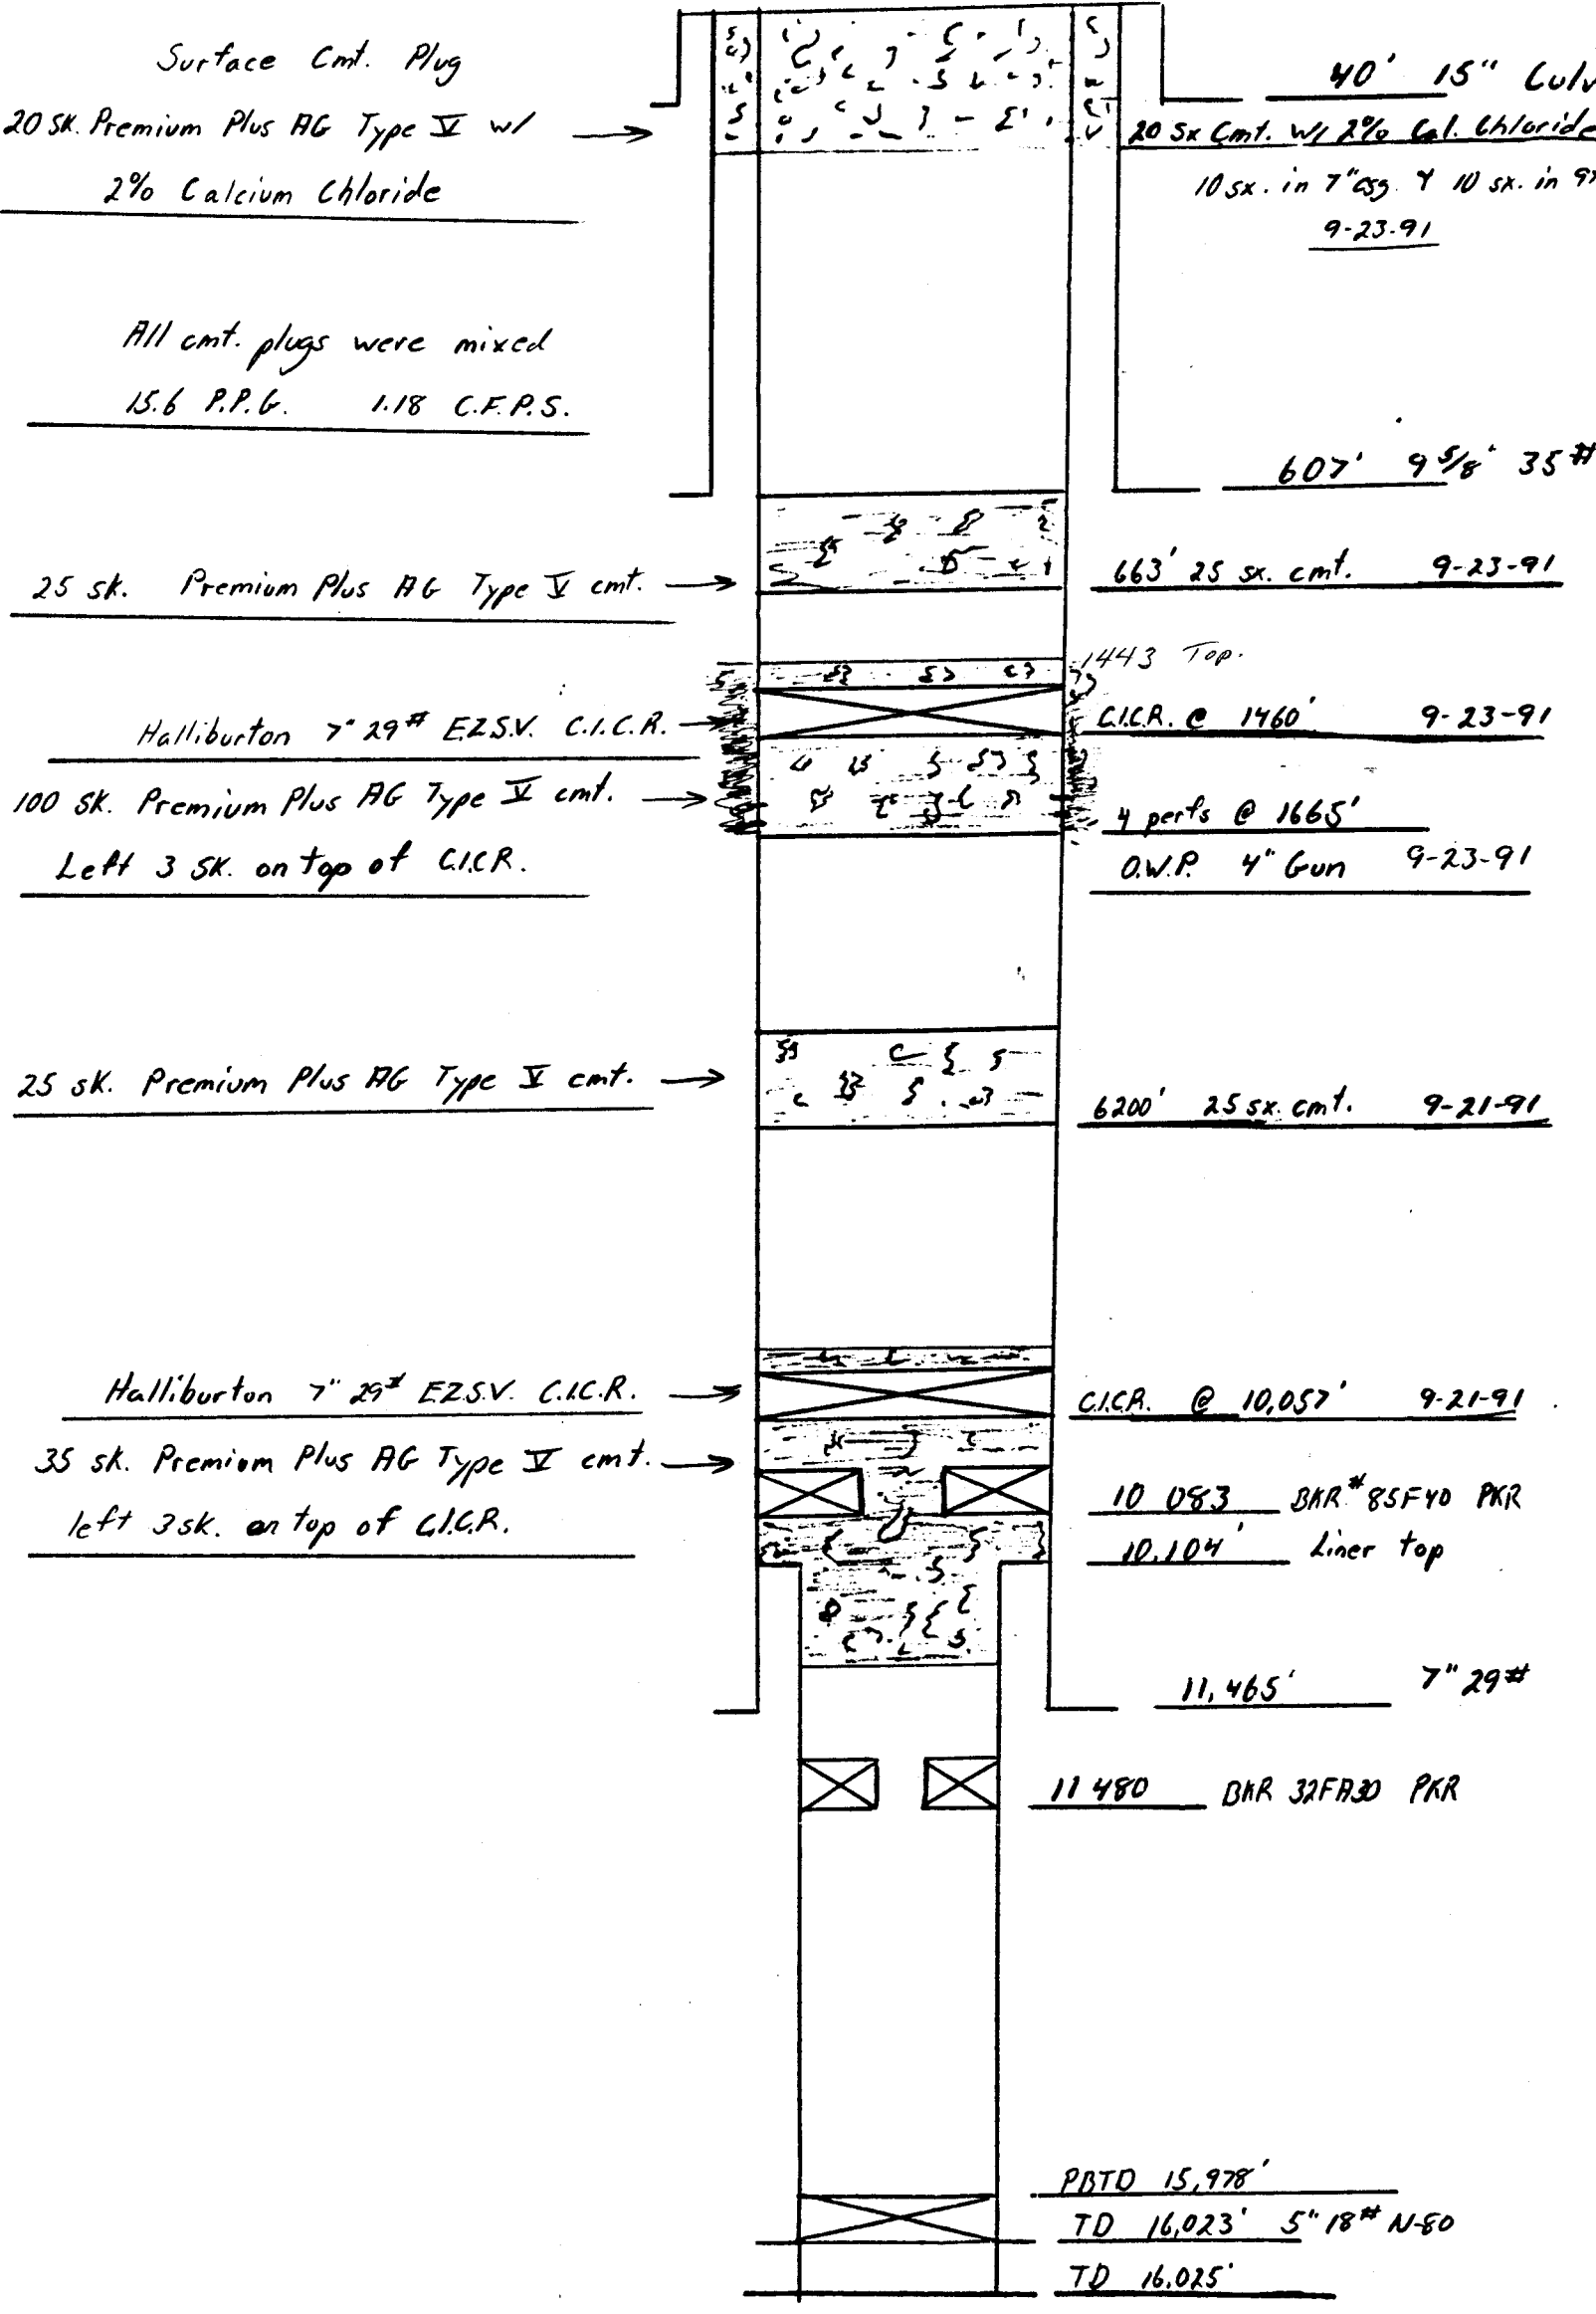 Surface Cmt. Plug
20 SK. Premium Plus AG Type V w/
2% Calcium Chloride
40' 15" Culv
20 Sx Cmt. W/ 2% Cal. Chloride
10 sx. in 7" csg. & 10 sx. in 9
9-23-91
All cmt. plugs were mixed
15.6 P.P.G. 1.18 C.F.P.S.
607' 9 5/8" 35#
25 SK. Premium Plus AG Type V cmt.
663' 25 sx. cmt. 9-23-91
1443 Top.
Halliburton 7" 29# E.Z.S.V. C.I.C.R.
C.I.C.R. @ 1460' 9-23-91
100 SK. Premium Plus AG Type V cmt.
Left 3 SK. on top of C.I.C.R.
4 perfs @ 1665'
O.W.P. 4" Gun 9-23-91
25 SK. Premium Plus AG Type V cmt.
6200' 25 sx. cmt. 9-21-91
Halliburton 7" 29# E.Z.S.V. C.I.C.R.
C.I.C.R. @ 10,057' 9-21-91
35 SK. Premium Plus AG Type V cmt.
left 3 sk. on top of C.I.C.R.
10 083 BKR #85F40 PKR
10,104' Liner top
11,465' 7" 29#
11 480 BKR 32FA30 PKR
PBTD 15,978'
TD 16,023' 5" 18# N-80
TD 16,025'